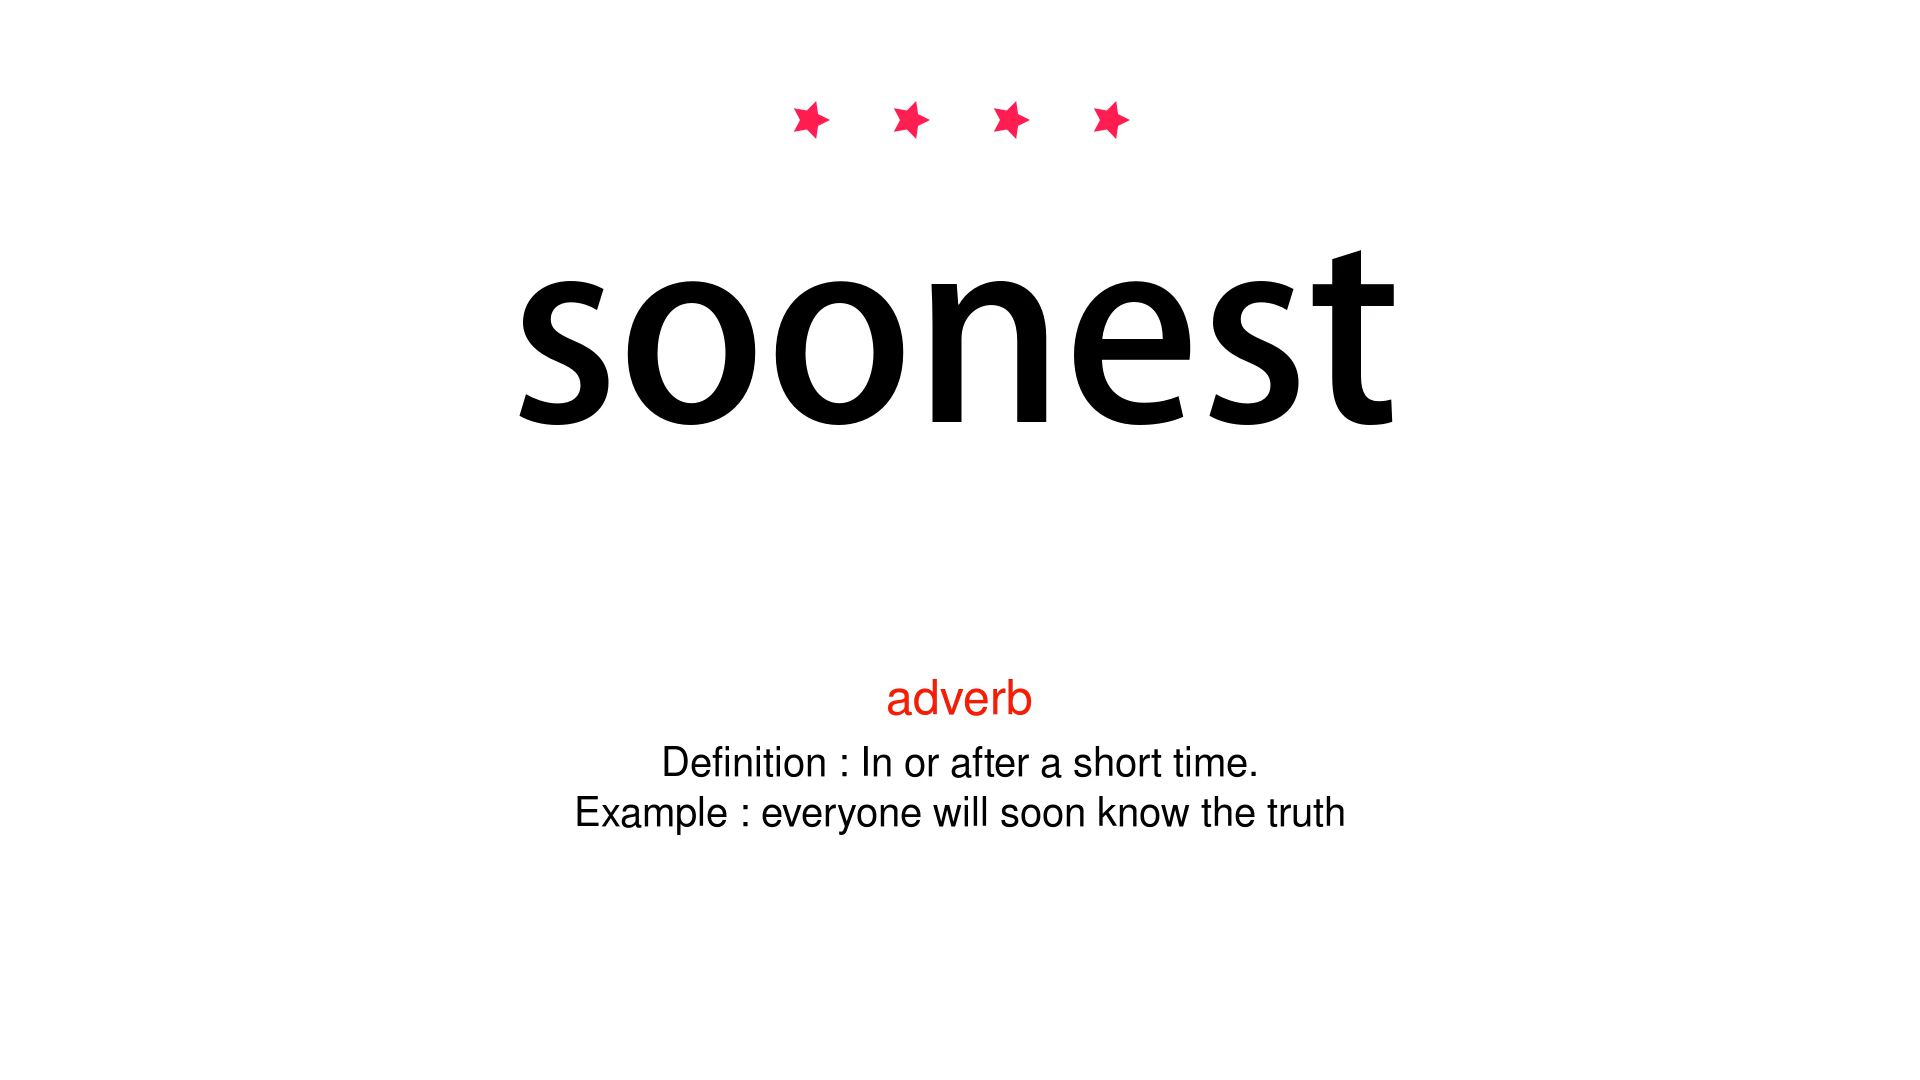 soonest
adverb
Definition : In or after a short time.
Example : everyone will soon know the truth